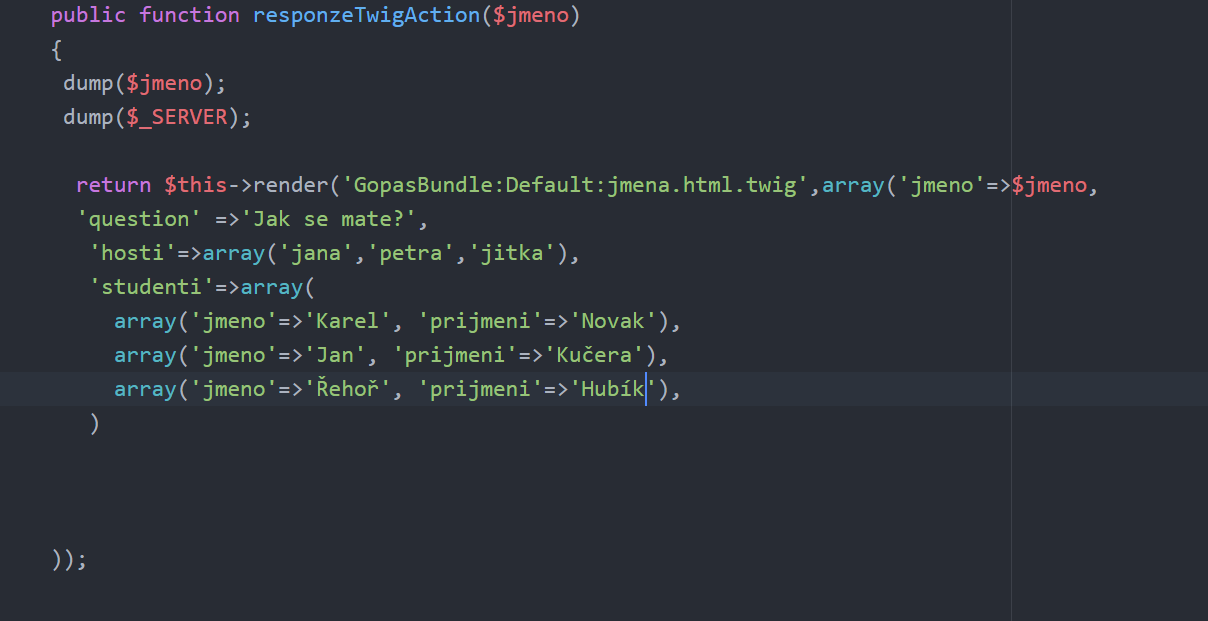 public function responzeTwigAction($jmeno)
{
dump($jmeno);
dump($_SERVER);
return $this->render('GopasBundle:Default:jmena.html.twig',array('jmeno'=>$jmeno,
'question' =>'Jak se mate?',
'hosti'=>array('jana','petra','jitka'),
'studenti'=>array(
array('jmeno'=>'Karel', 'prijmeni'=>'Novak'),
array('jmeno'=>'Jan', 'prijmeni'=>'Kučera'),
array('jmeno'=>'Řehoř', 'prijmeni'=>'Hubík'),
)
));